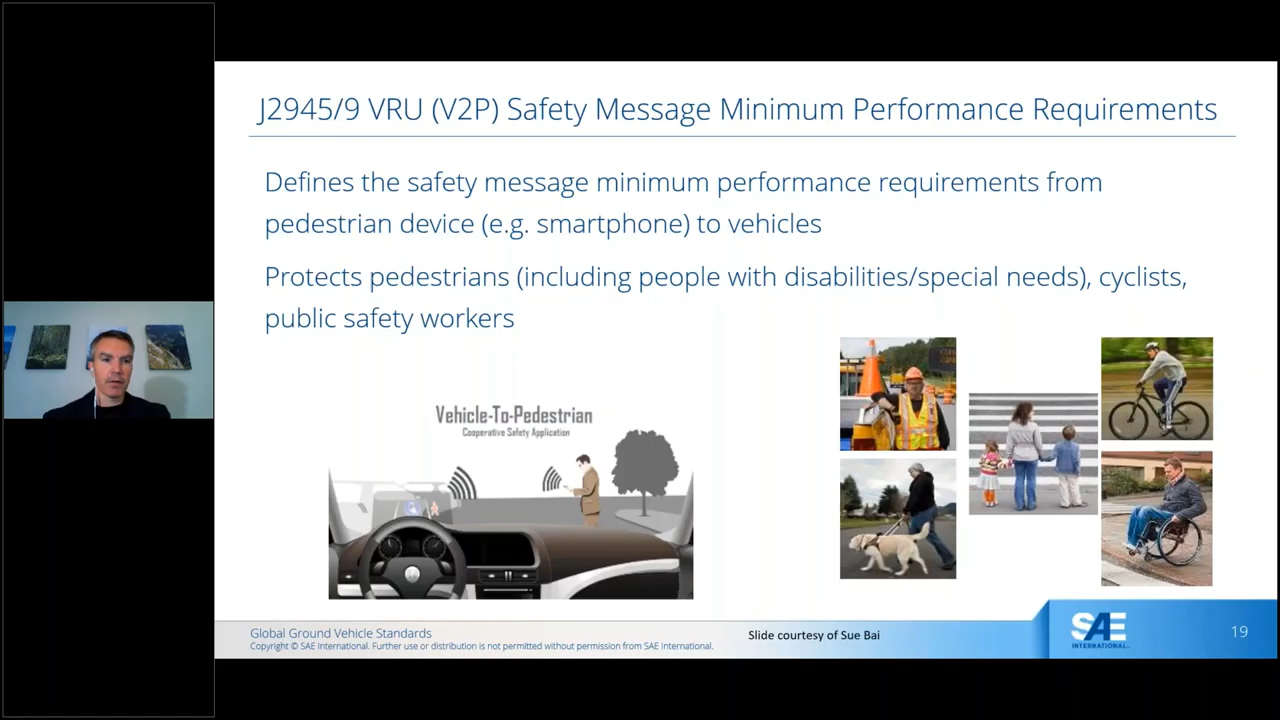 J2945/9 VRU (V2P) Safety Message Minimum Performance Requirements
Defines the safety message minimum performance requirements from
pedestrian device (e.g. smartphone) to vehicles
Protects pedestrians (including people with disabilities/special needs), cyclists,
public safety workers
Vehicle-To-Pedestrian
Cooperative Safety Application
Global Ground Vehicle Standards
Copyright © SAE International. Further use or distribution is not permitted without permission from SAE International.
Slide courtesy of Sue Bai
SAE
INTERNATIONAL.
19